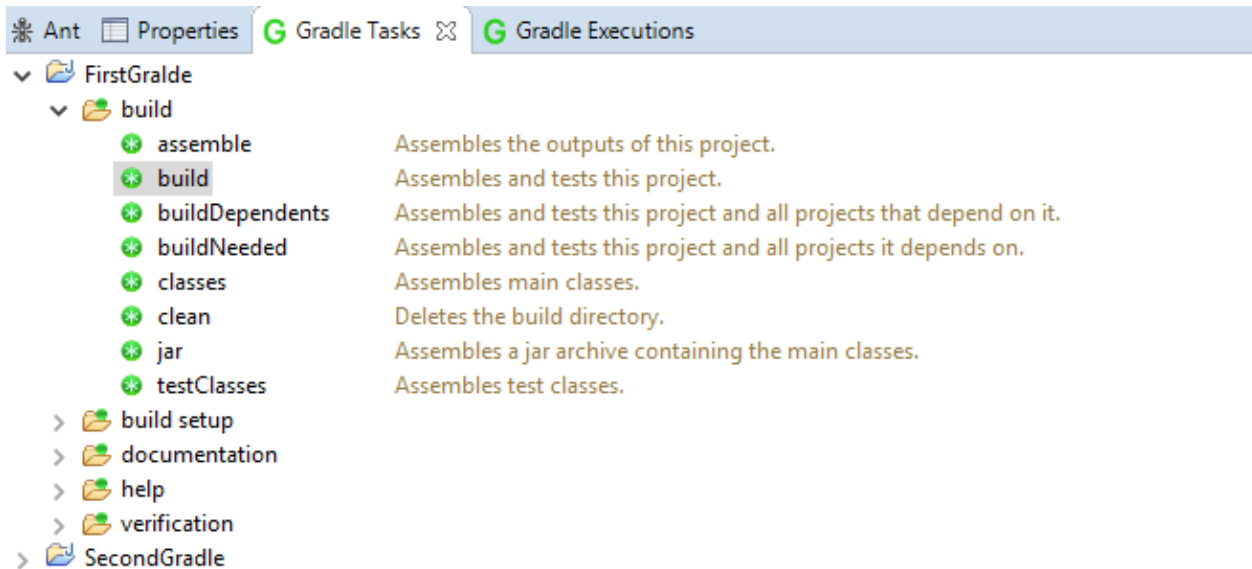 Ant Properties Gradle Tasks Gradle Executions
FirstGralde
build
assemble Assembles the outputs of this project.
build Assembles and tests this project.
buildDependents Assembles and tests this project and all projects that depend on it.
buildNeeded Assembles and tests this project and all projects it depends on.
classes Assembles main classes.
clean Deletes the build directory.
jar Assembles a jar archive containing the main classes.
testClasses Assembles test classes.
build setup
documentation
help
verification
SecondGradle